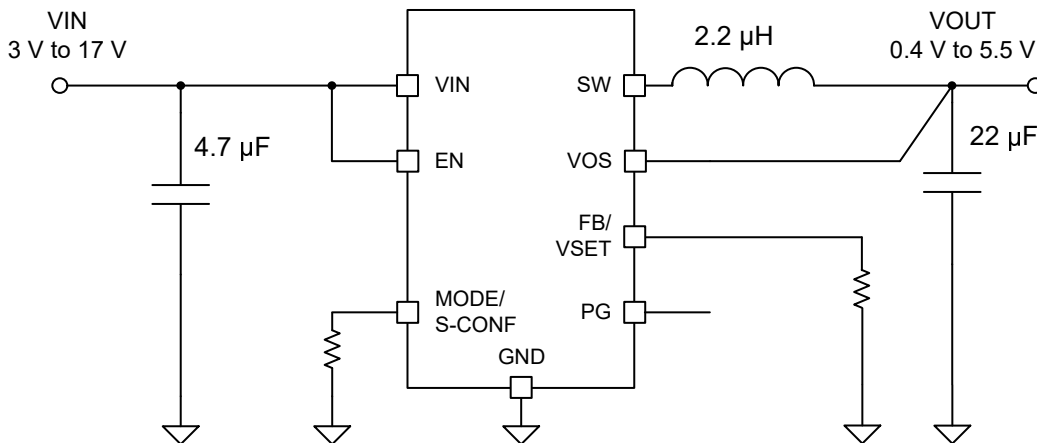 VIN
3 V to 17 V
VOUT
0.4 V to 5.5 V
2.2 µH
VIN
SW
4.7 µF
EN
VOS
22 µF
FB/
VSET
MODE/
S-CONF
PG
GND